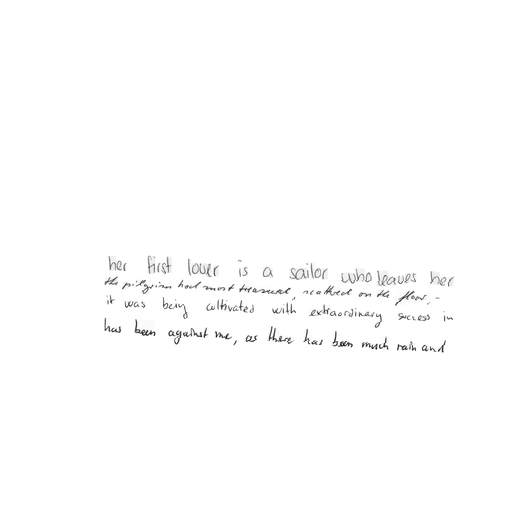 her first lover is a sailor who leaves her
the pilgrim had most treasured, scattered on the floor, -
it was being cultivated with extraordinary success in
has been against me, as there has been much rain and